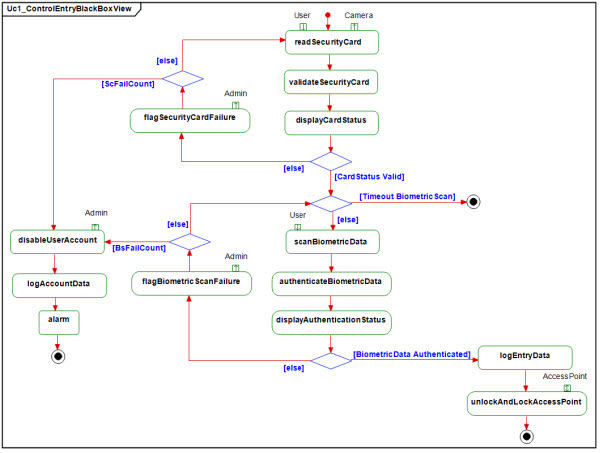 Uc1_ControlEntryBlackBoxView
User
Camera
readSecurityCard
[else]
validateSecurityCard
[ScFailCount]
Admin
flagSecurityCardFailure
displayCardStatus
[else]
[CardStatus Valid]
[Timeout BiometricScan]
Admin
[else]
User
[else]
disableUserAccount
[BsFailCount]
Admin
scanBiometricData
logAccountData
flagBiometricScanFailure
authenticateBiometricData
alarm
displayAuthenticationStatus
[BiometricData Authenticated]
logEntryData
[else]
AccessPoint
unlockAndLockAccessPoint